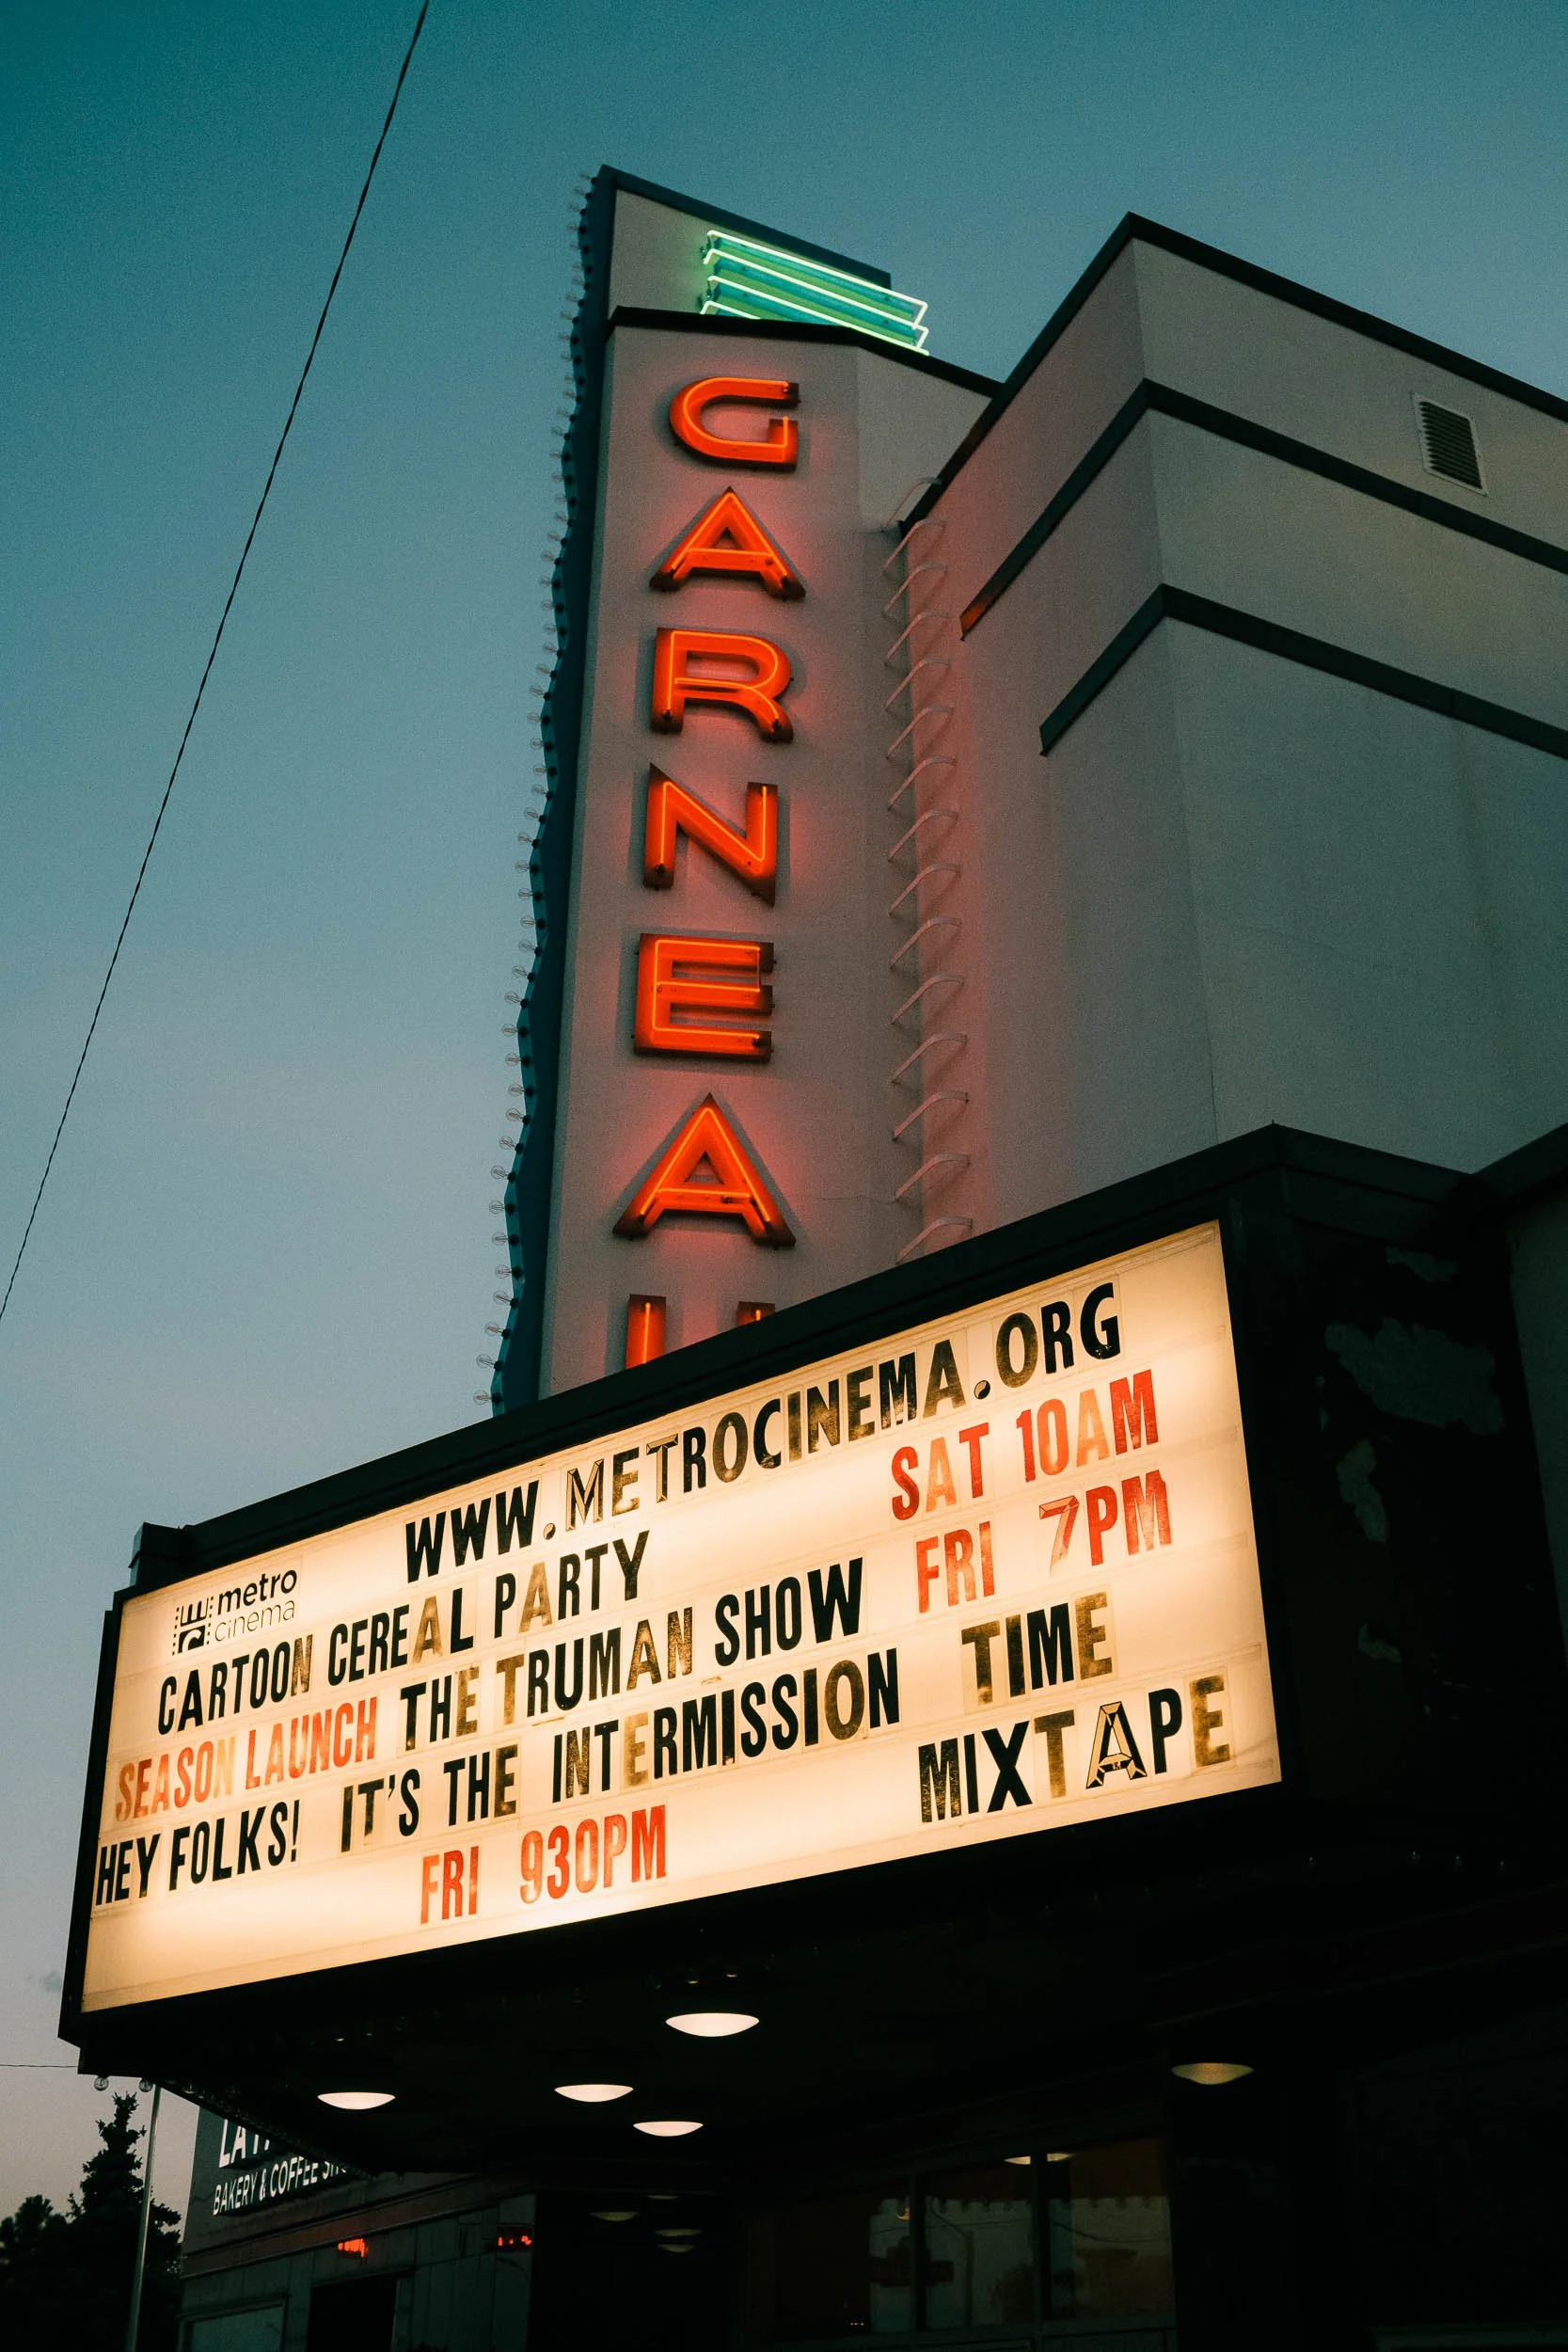 GARNEAU
WWW.METROCINEMA.ORG
metro
cinema
CARTOON CEREAL PARTY SAT 10AM
SEASON LAUNCH THE TRUMAN SHOW FRI 7PM
HEY FOLKS! IT'S THE INTERMISSION TIME
FRI 930PM MIXTAPE
BAKERY & COFFEE